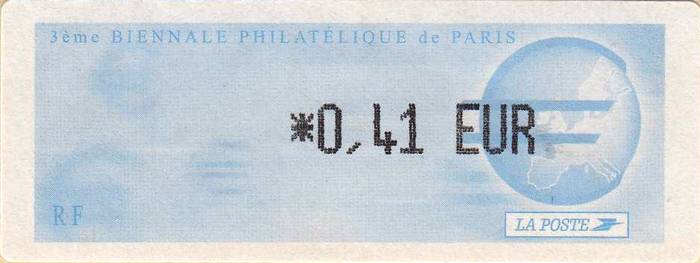 3ème BIENNALE PHILATÉLIQUE de PARIS
*0,41 EUR
RF
LA POSTE